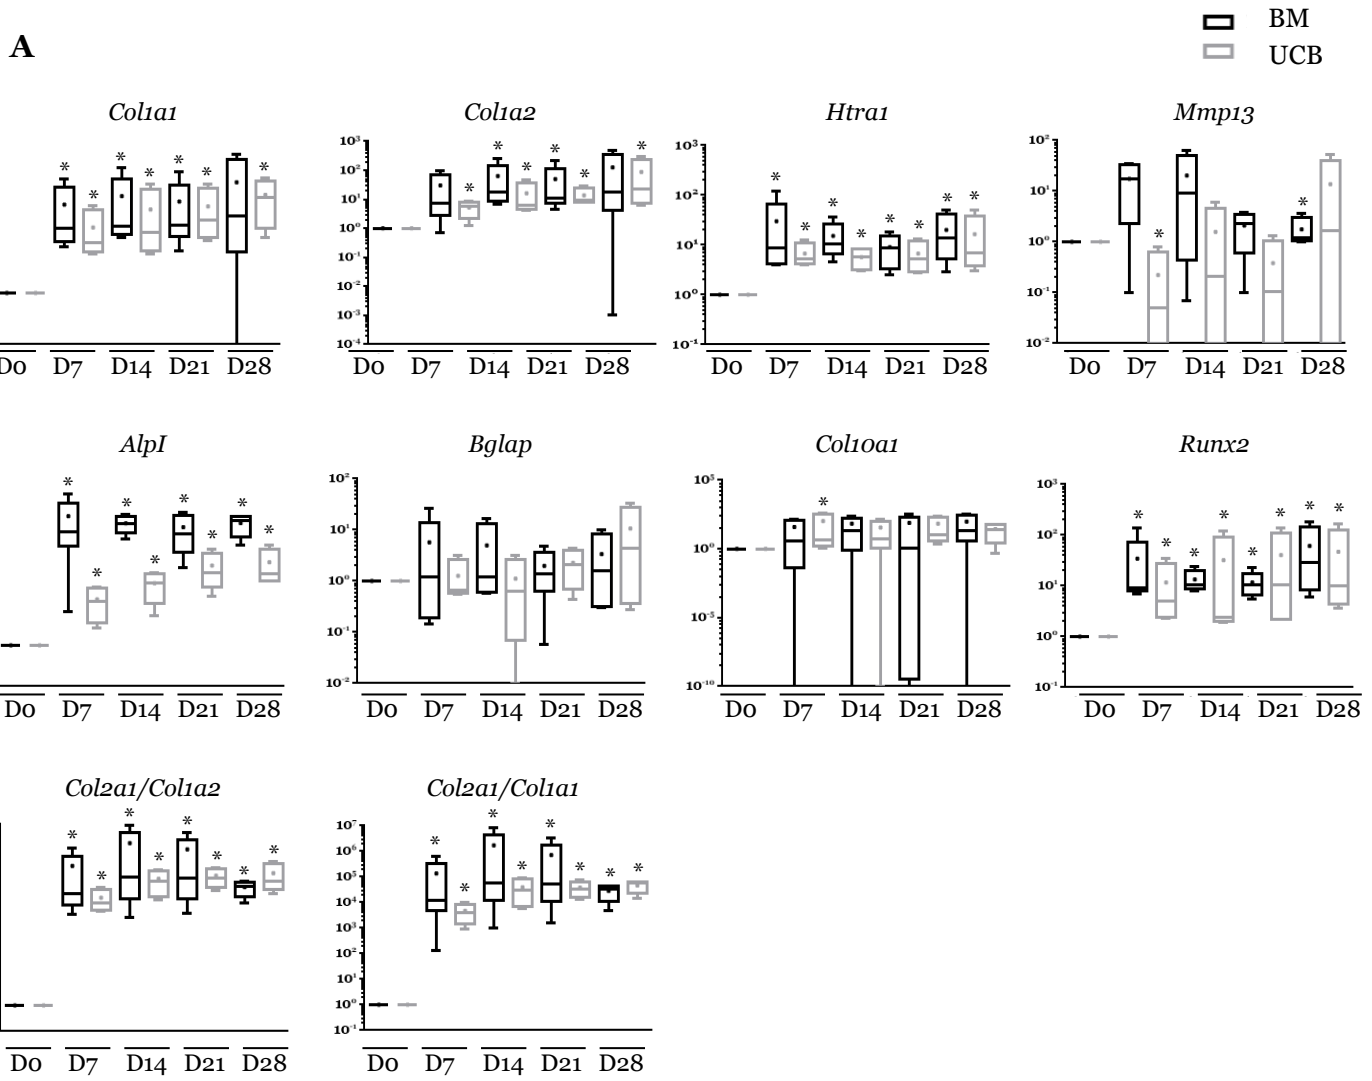 BM
A
UCB
Col1a1 Col1a2 Htra1 Mmp13
* * * * * * *
* * * * * *
* * * * * * * *
* *
10³ 10² 10¹ 10⁰ 10⁻¹ 10⁻² 10⁻³ 10⁻⁴
10³ 10² 10¹ 10⁰ 10⁻¹
10² 10¹ 10⁰ 10⁻¹ 10⁻²
D0 D7 D14 D21 D28 D0 D7 D14 D21 D28 D0 D7 D14 D21 D28 D0 D7 D14 D21 D28
AlpI Bglap Col10a1 Runx2
* * * * * * * *
*
* * * * * * * *
10² 10¹ 10⁰ 10⁻¹ 10⁻²
10⁵ 10⁰ 10⁻⁵ 10⁻¹⁰
10³ 10² 10¹ 10⁰ 10⁻¹
D0 D7 D14 D21 D28 D0 D7 D14 D21 D28 D0 D7 D14 D21 D28 D0 D7 D14 D21 D28
Col2a1/Col1a2 Col2a1/Col1a1
* * * * * * * *
* * * * * * * *
10⁷ 10⁶ 10⁵ 10⁴ 10³ 10² 10¹ 10⁰ 10⁻¹
D0 D7 D14 D21 D28 D0 D7 D14 D21 D28